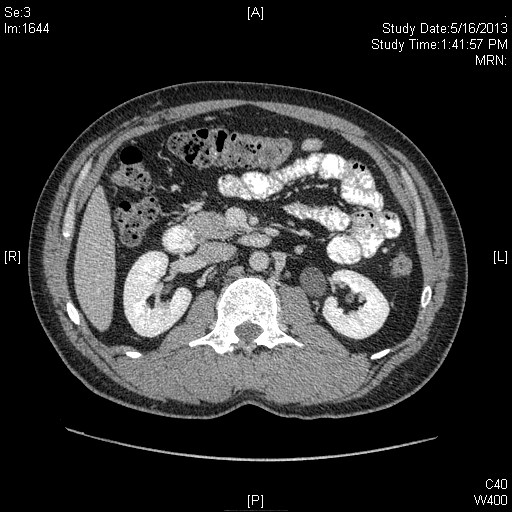 Se:3
Im:1644
[A]
Study Date:5/16/2013
Study Time:1:41:57 PM
MRN:
[R]
[L]
[P]
C40
W400